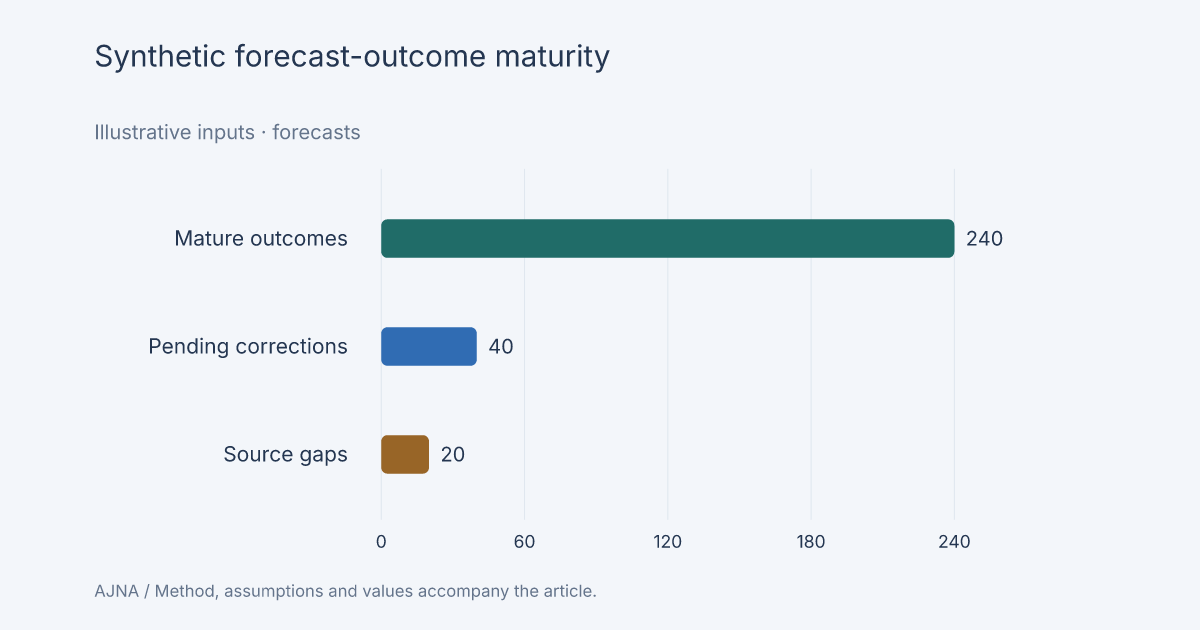 Synthetic forecast-outcome maturity
Illustrative inputs · forecasts
Mature outcomes 240
Pending corrections 40
Source gaps 20
0 60 120 180 240
AJNA / Method, assumptions and values accompany the article.